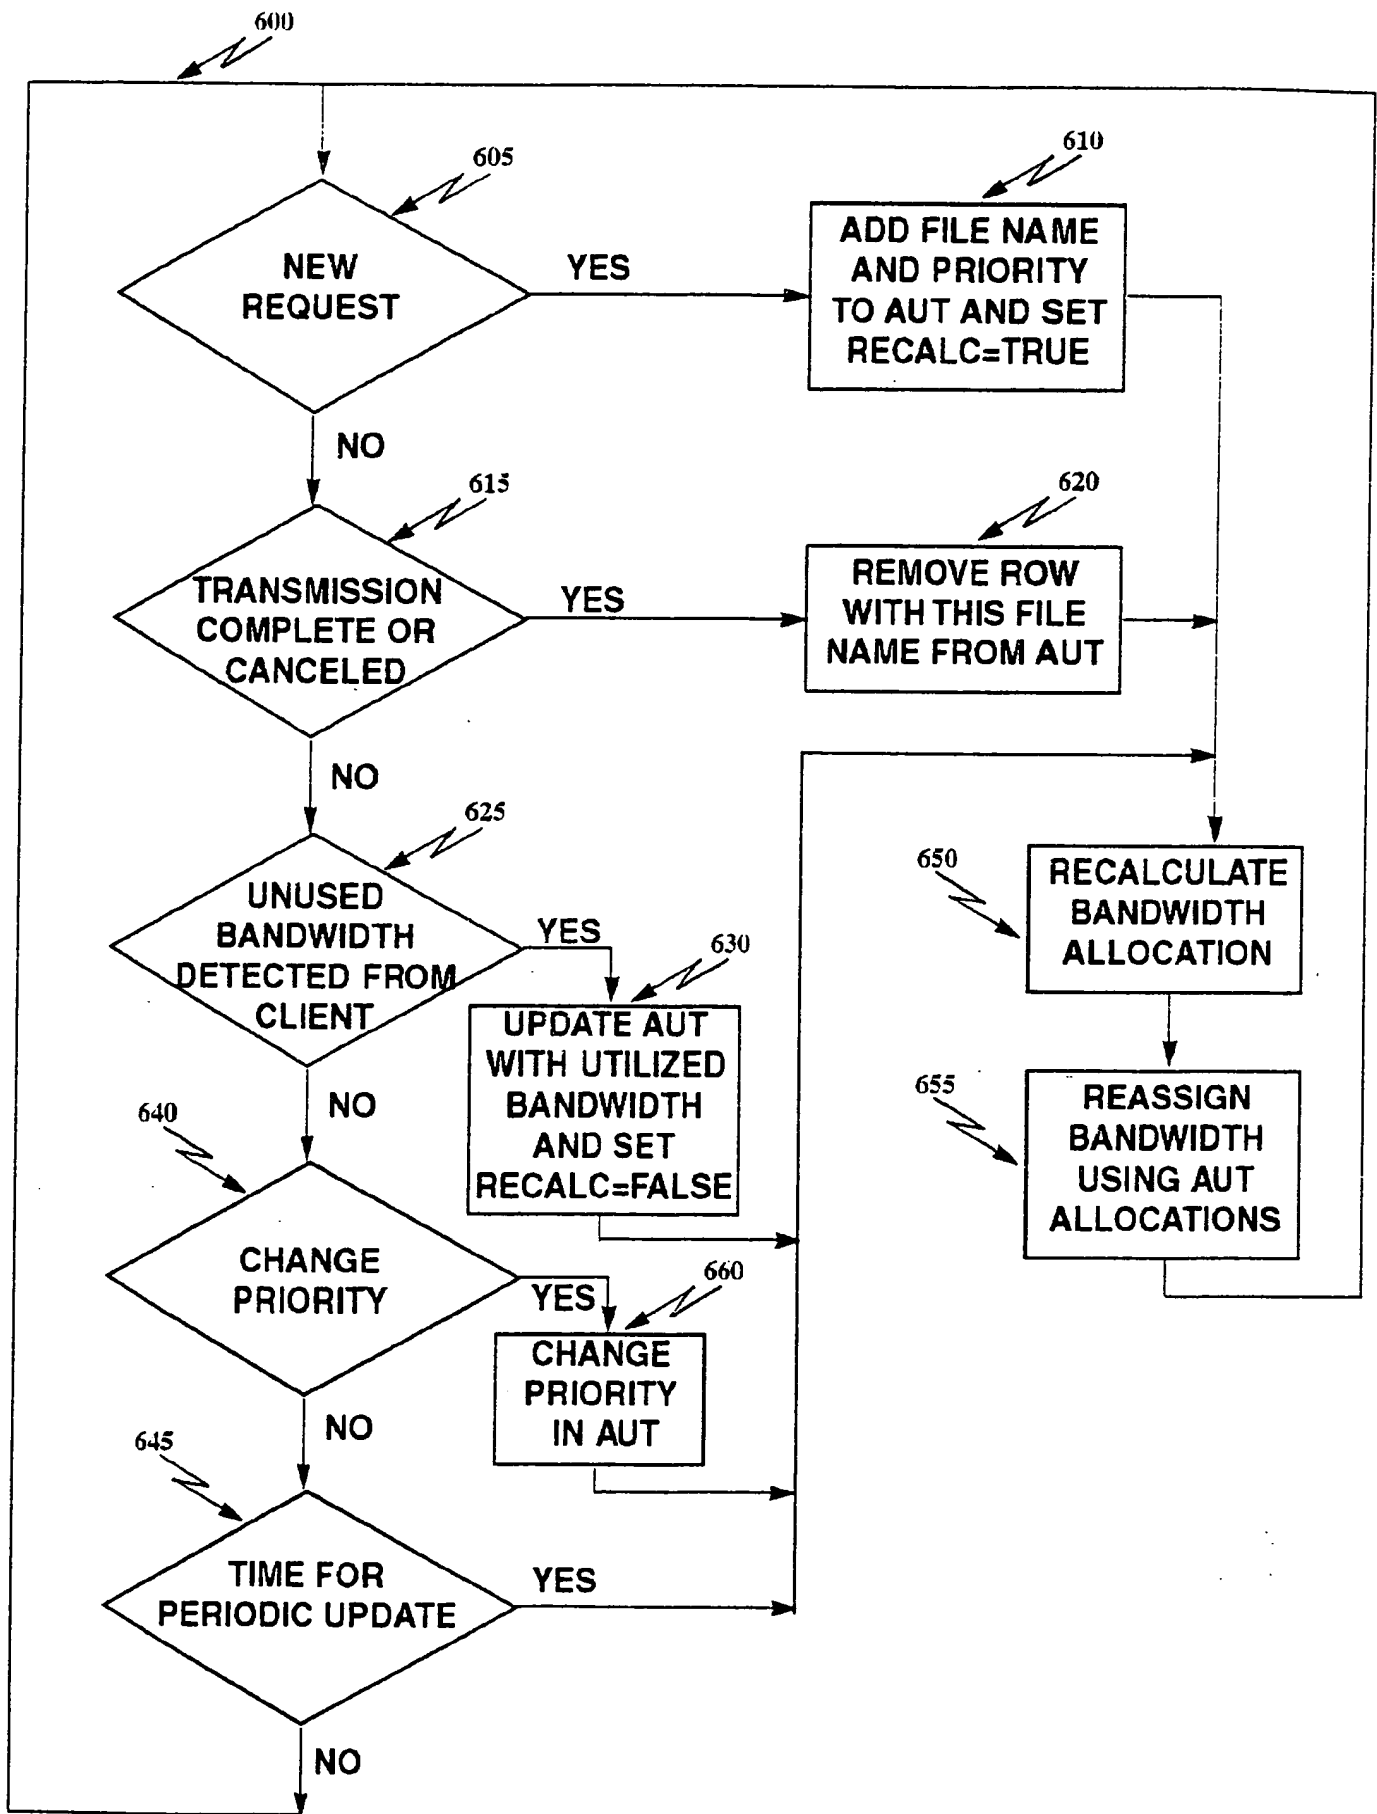 600
605
NEW
REQUEST
YES
610
ADD FILE NAME
AND PRIORITY
TO AUT AND SET
RECALC=TRUE
NO
615
TRANSMISSION
COMPLETE OR
CANCELED
YES
620
REMOVE ROW
WITH THIS FILE
NAME FROM AUT
NO
625
UNUSED
BANDWIDTH
DETECTED FROM
CLIENT
YES
630
UPDATE AUT
WITH UTILIZED
BANDWIDTH
AND SET
RECALC=FALSE
650
RECALCULATE
BANDWIDTH
ALLOCATION
655
REASSIGN
BANDWIDTH
USING AUT
ALLOCATIONS
NO
640
CHANGE
PRIORITY
YES
660
CHANGE
PRIORITY
IN AUT
NO
645
TIME FOR
PERIODIC UPDATE
YES
NO